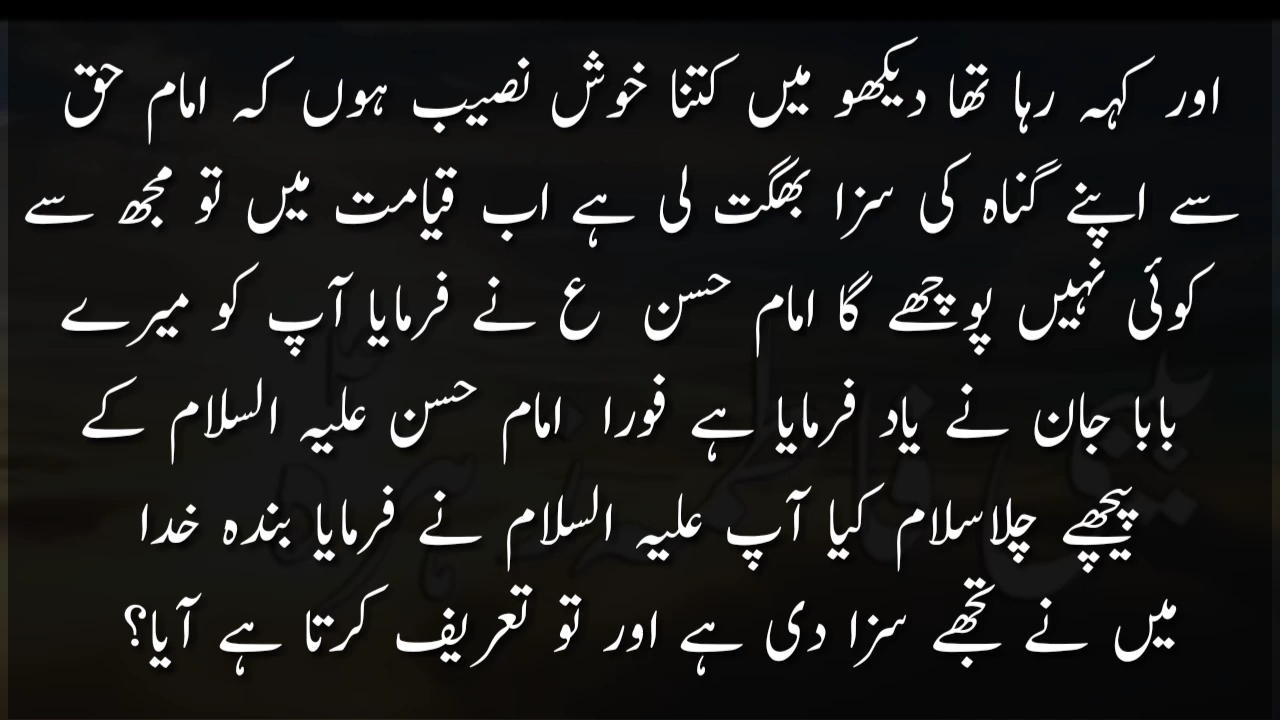 اور کہہ رہا تھا دیکھو میں کتنا خوش نصیب ہوں کہ امام حق
سے اپنے گناہ کی سزا بھگت لی ہے اب قیامت میں تو مجھ سے
کوئی نہیں پوچھے گا امام حسن ع نے فرمایا آپ کو میرے
بابا جان نے یاد فرمایا ہے فورا امام حسن علیہ السلام کے
پیچھے چلاسلام کیا آپ علیہ السلام نے فرمایا بندہ خدا
میں نے تجھے سزا دی ہے اور تو تعریف کرتا ہے آیا؟